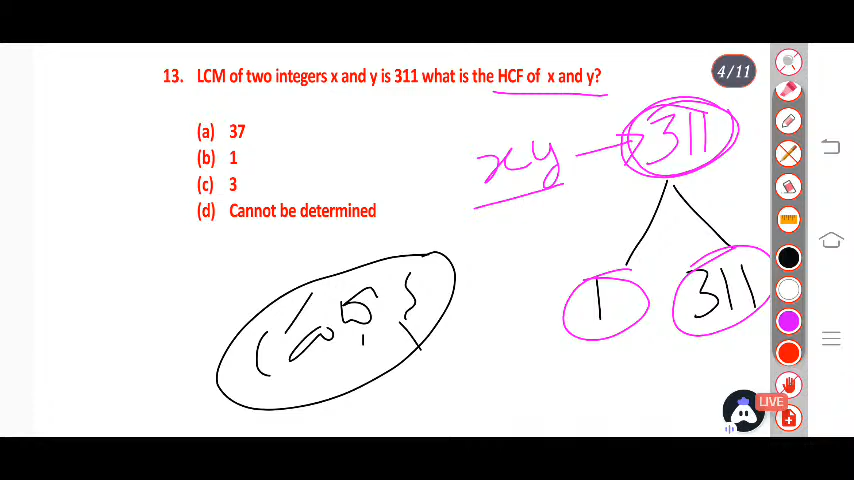 13. LCM of two integers x and y is 311 what is the HCF of x and y?
4/11
(a) 37
(b) 1
(c) 3
(d) Cannot be determined
xy
311
1
311
LIVE